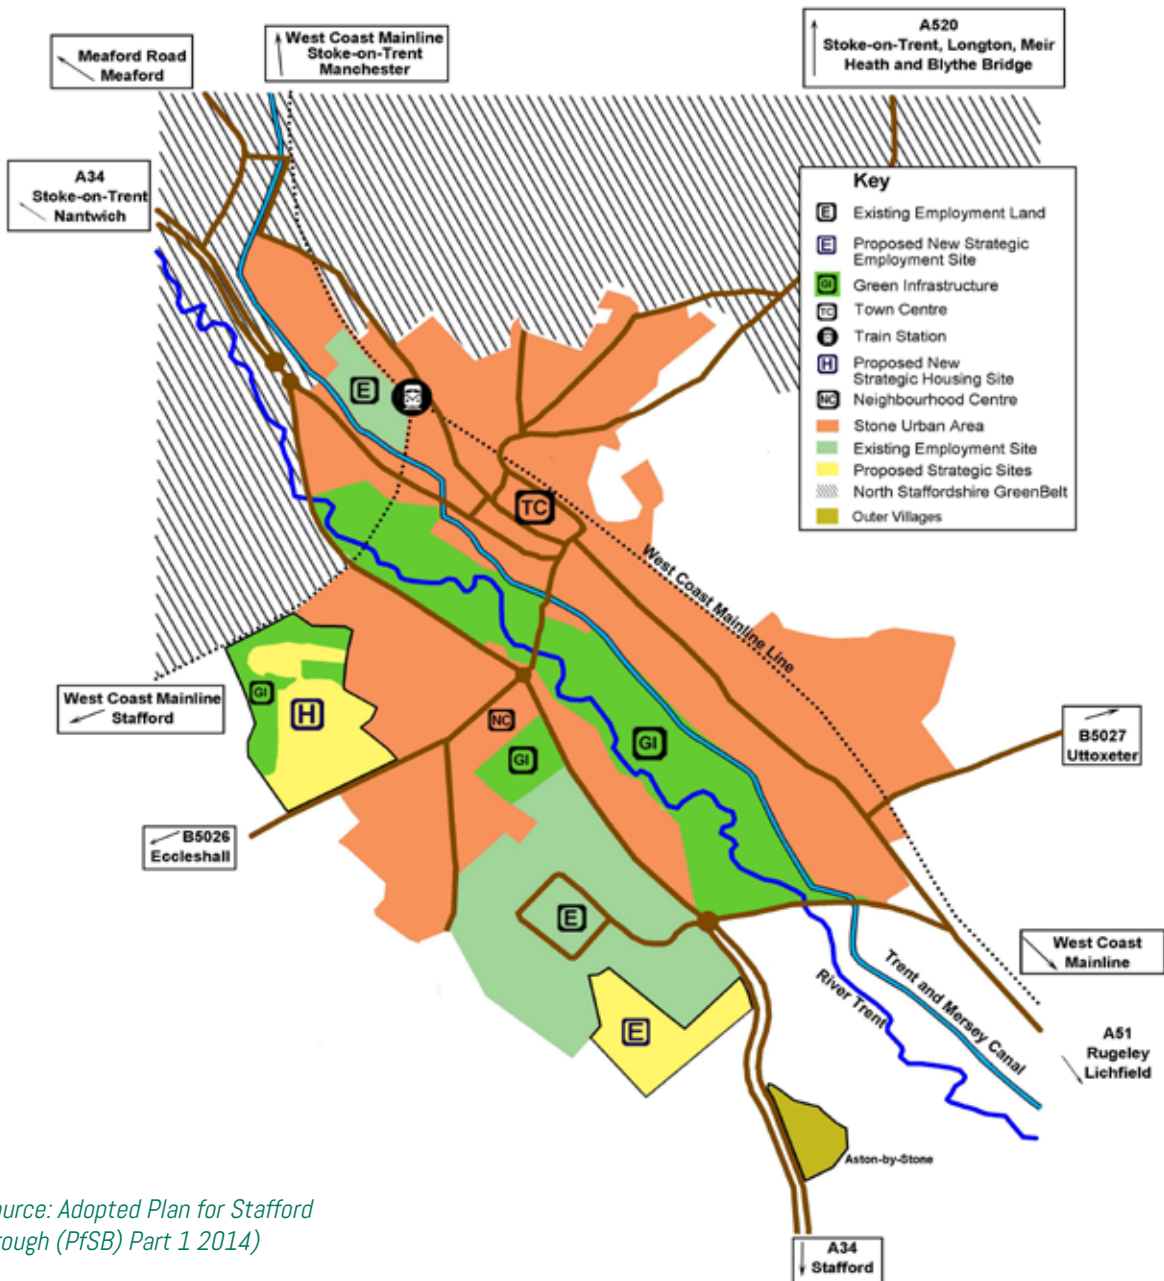 Meaford Road
Meaford
West Coast Mainline
Stoke-on-Trent
Manchester
A520
Stoke-on-Trent, Longton, Meir
Heath and Blythe Bridge
A34
Stoke-on-Trent
Nantwich
Key
E Existing Employment Land
E Proposed New Strategic
Employment Site
GI Green Infrastructure
TC Town Centre
Train Station
H Proposed New
Strategic Housing Site
NC Neighbourhood Centre
Stone Urban Area
Existing Employment Site
Proposed Strategic Sites
North Staffordshire GreenBelt
Outer Villages
E
TC
West Coast Mainline Line
West Coast Mainline
Stafford
GI
H
NC
GI
GI
B5027
Uttoxeter
B5026
Eccleshall
E
E
West Coast
Mainline
River Trent
Trent and Mersey Canal
A51
Rugeley
Lichfield
Aston-by-Stone
A34
Stafford
urce: Adopted Plan for Stafford
rough (PfSB) Part 1 2014)